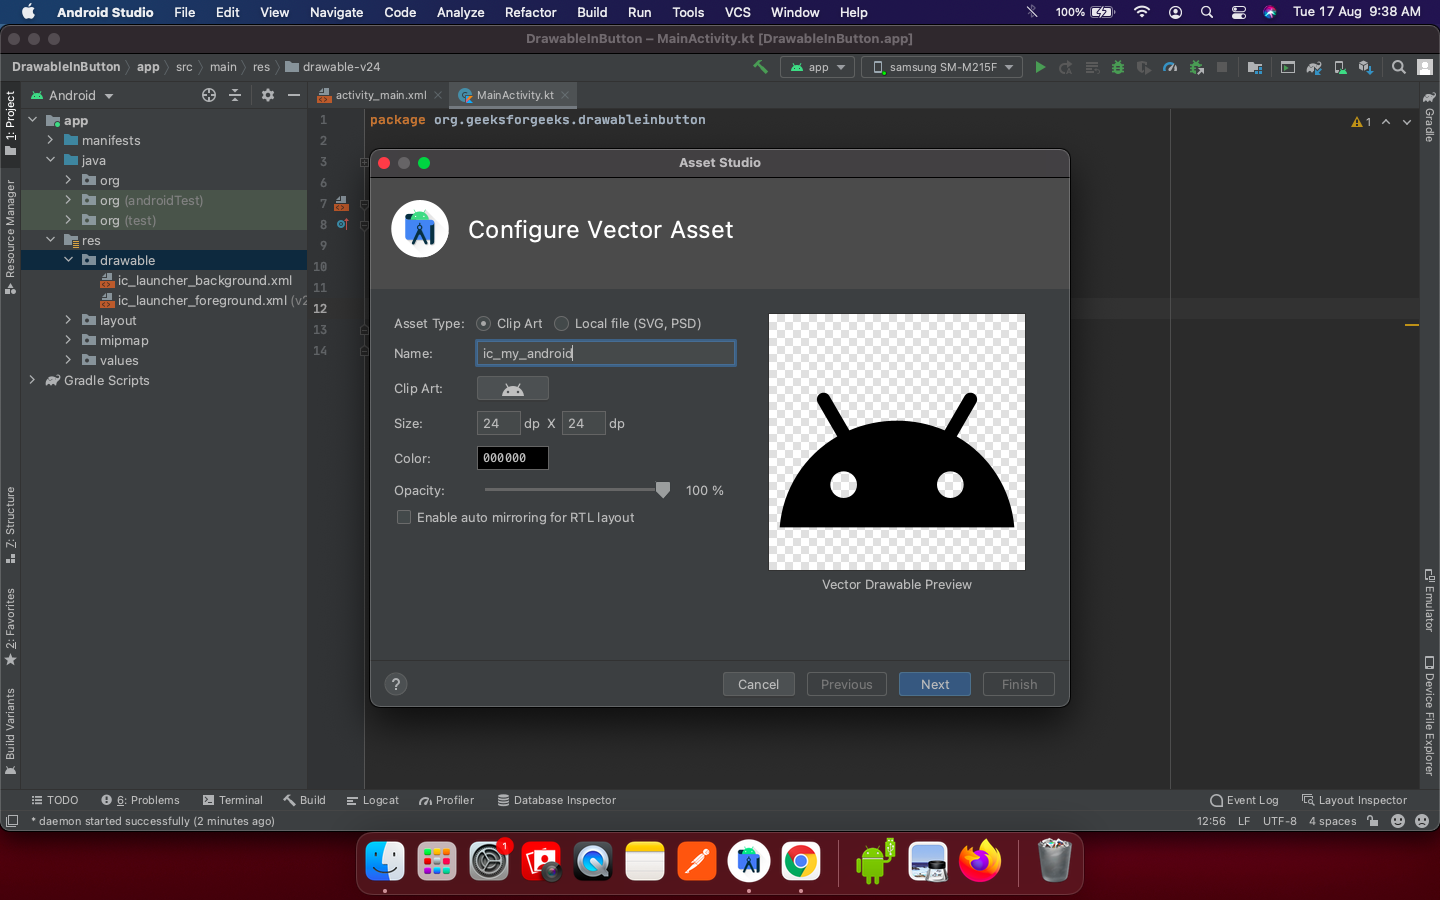 Android Studio File Edit View Navigate Code Analyze Refactor Build Run Tools VCS Window Help 100% Tue 17 Aug 9:38 AM
DrawableInButton – MainActivity.kt [DrawableInButton.app]
DrawableInButton app src main res drawable-v24 app samsung SM-M215F
1: Project
Resource Manager
7: Structure
2: Favorites
Build Variants
Android
app
manifests
java
org
org (androidTest)
org (test)
res
drawable
ic_launcher_background.xml
ic_launcher_foreground.xml (v2
layout
mipmap
values
Gradle Scripts
activity_main.xml MainActivity.kt
1 package org.geeksforgeeks.drawableinbutton
2
3
6
7
8
9
10
11
12
13
14
1
Asset Studio
Configure Vector Asset
Asset Type: Clip Art Local file (SVG, PSD)
Name: ic_my_android
Clip Art:
Size: 24 dp X 24 dp
Color: 000000
Opacity: 100 %
Enable auto mirroring for RTL layout
Vector Drawable Preview
? Cancel Previous Next Finish
Gradle
Emulator
Device File Explorer
TODO 6: Problems Terminal Build Logcat Profiler Database Inspector Event Log Layout Inspector
* daemon started successfully (2 minutes ago) 12:56 LF UTF-8 4 spaces
1